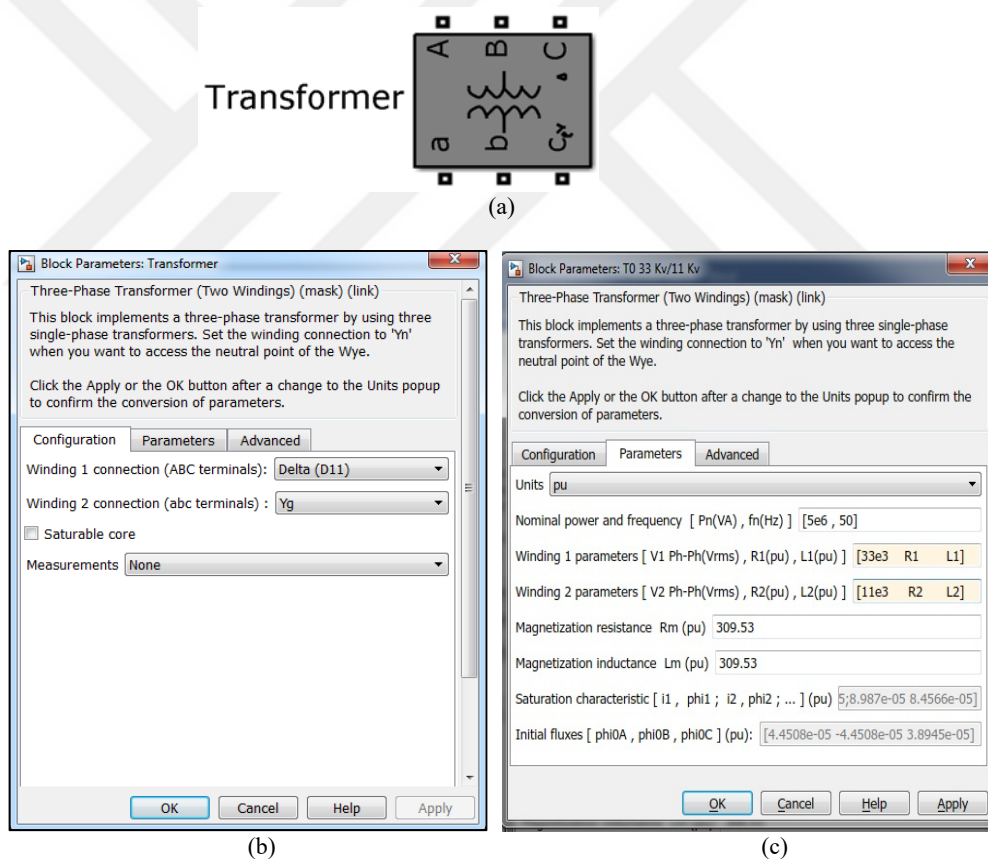 Transformer
A B C
a b c
(a)
Block Parameters: Transformer
Three-Phase Transformer (Two Windings) (mask) (link)
This block implements a three-phase transformer by using three
single-phase transformers. Set the winding connection to 'Yn'
when you want to access the neutral point of the Wye.
Click the Apply or the OK button after a change to the Units popup
to confirm the conversion of parameters.
Configuration Parameters Advanced
Winding 1 connection (ABC terminals): Delta (D11)
Winding 2 connection (abc terminals) : Yg
Saturable core
Measurements None
OK Cancel Help Apply
(b)
Block Parameters: T0 33 Kv/11 Kv
Three-Phase Transformer (Two Windings) (mask) (link)
This block implements a three-phase transformer by using three single-phase
transformers. Set the winding connection to 'Yn' when you want to access the
neutral point of the Wye.
Click the Apply or the OK button after a change to the Units popup to confirm the
conversion of parameters.
Configuration Parameters Advanced
Units pu
Nominal power and frequency [ Pn(VA) , fn(Hz) ] [5e6 , 50]
Winding 1 parameters [ V1 Ph-Ph(Vrms) , R1(pu) , L1(pu) ] [33e3 R1 L1]
Winding 2 parameters [ V2 Ph-Ph(Vrms) , R2(pu) , L2(pu) ] [11e3 R2 L2]
Magnetization resistance Rm (pu) 309.53
Magnetization inductance Lm (pu) 309.53
Saturation characteristic [ i1 , phi1 ; i2 , phi2 ; ... ] (pu) 5;8.987e-05 8.4566e-05]
Initial fluxes [ phi0A , phi0B , phi0C ] (pu): [4.4508e-05 -4.4508e-05 3.8945e-05]
OK Cancel Help Apply
(c)